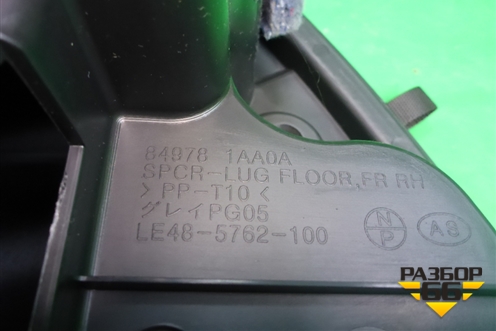 84978 1AA0A
SPCR-LUG FLOOR,FR RH
>PP-T10<
グレイPG05
LE48-5762-100
N
P
A3
РАЗБОР
66